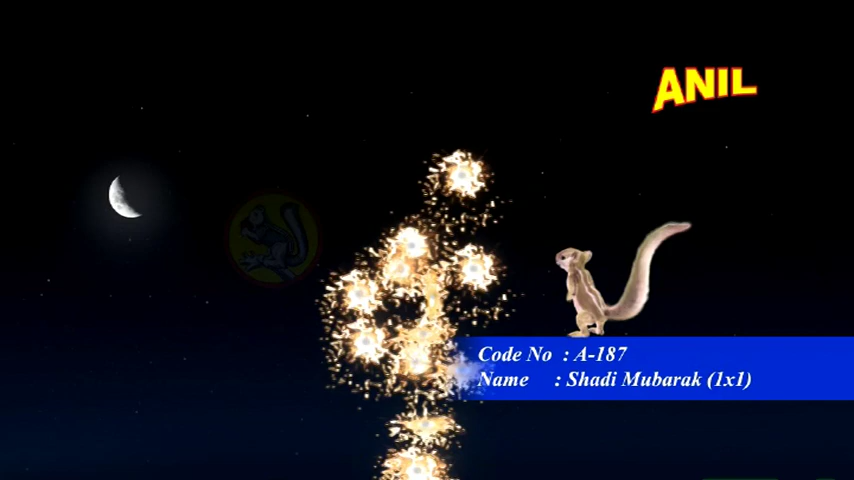 ANIL
Code No : A-187
Name : Shadi Mubarak (1x1)